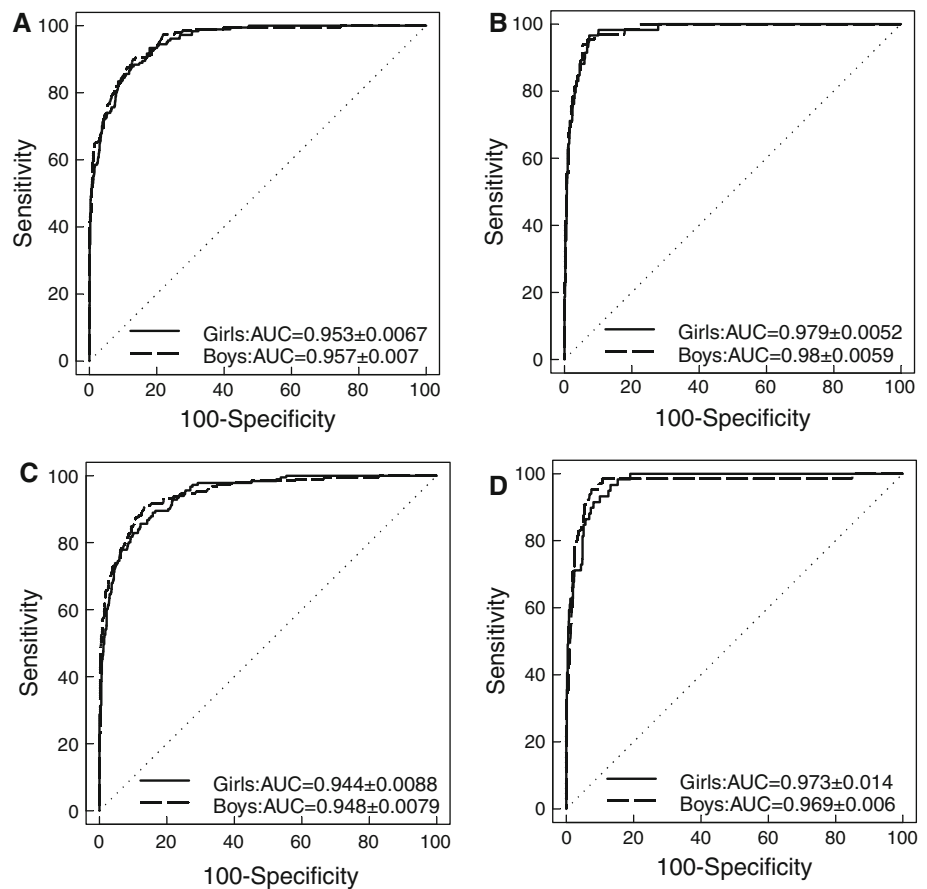 A
100
80
60
40
20
0
Sensitivity
Girls:AUC=0.953±0.0067
Boys:AUC=0.957±0.007
0 20 40 60 80 100
100-Specificity
B
100
80
60
40
20
0
Sensitivity
Girls:AUC=0.979±0.0052
Boys:AUC=0.98±0.0059
0 20 40 60 80 100
100-Specificity
C
100
80
60
40
20
0
Sensitivity
Girls:AUC=0.944±0.0088
Boys:AUC=0.948±0.0079
0 20 40 60 80 100
100-Specificity
D
100
80
60
40
20
0
Sensitivity
Girls:AUC=0.973±0.014
Boys:AUC=0.969±0.006
0 20 40 60 80 100
100-Specificity